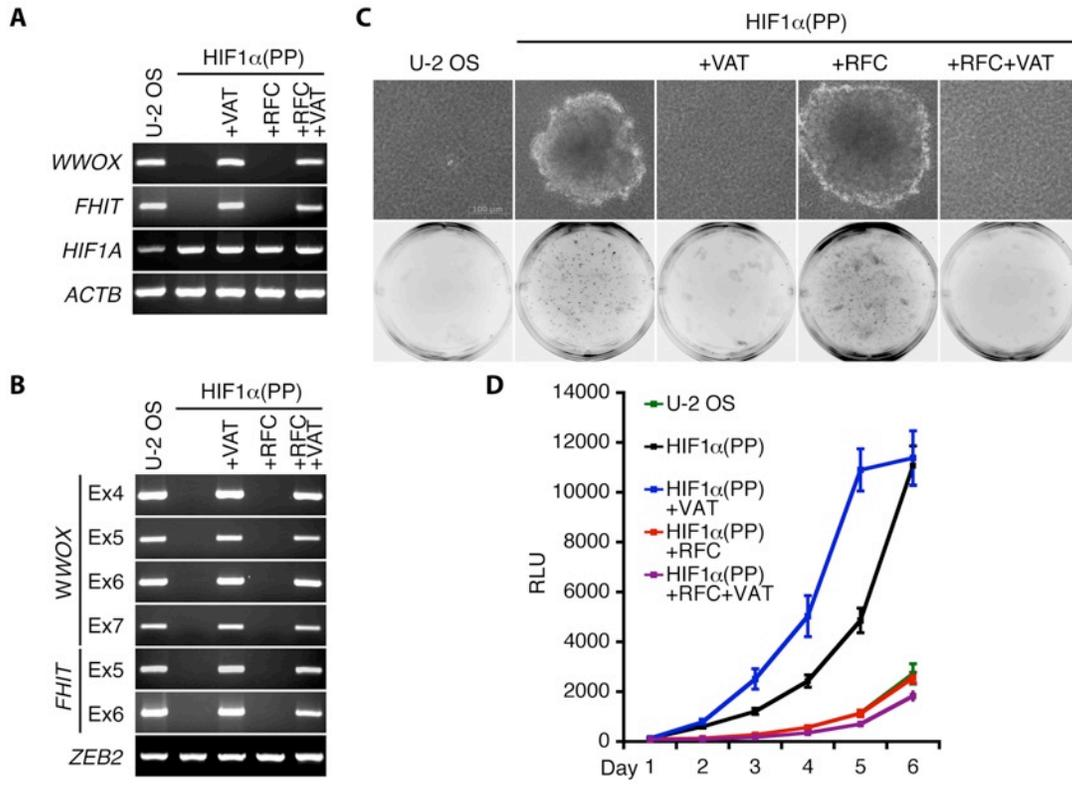 A
HIF1α(PP)
U-2 OS
+VAT
+RFC
+RFC
+VAT
WWOX
FHIT
HIF1A
ACTB
B
HIF1α(PP)
U-2 OS
+VAT
+RFC
+RFC
+VAT
WWOX
Ex4
Ex5
Ex6
Ex7
FHIT
Ex5
Ex6
ZEB2
C
HIF1α(PP)
U-2 OS
+VAT
+RFC
+RFC+VAT
100 µm
D
14000
12000
10000
8000
6000
4000
2000
0
RLU
U-2 OS
HIF1α(PP)
HIF1α(PP)
+VAT
HIF1α(PP)
+RFC
HIF1α(PP)
+RFC+VAT
Day 1 2 3 4 5 6